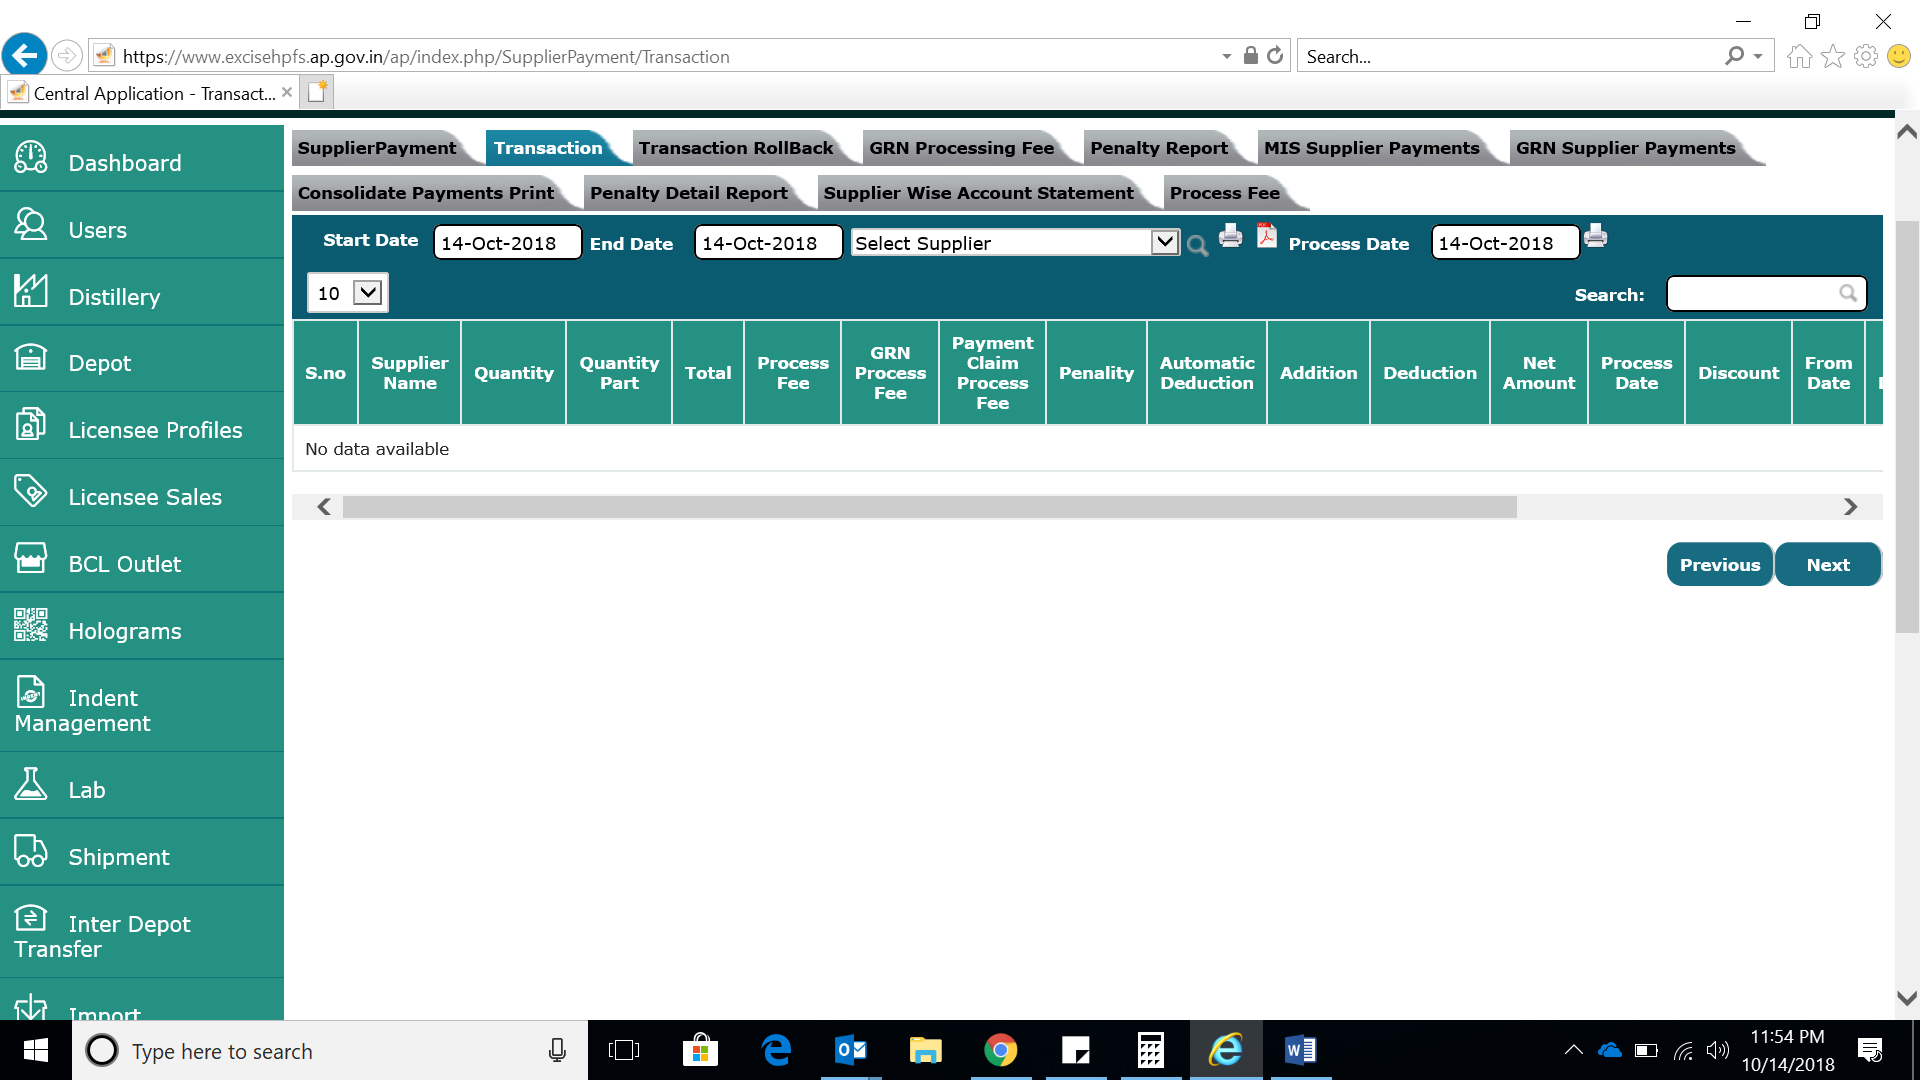 https://www.excisehpfs.ap.gov.in/ap/index.php/SupplierPayment/Transaction
Search...
Central Application - Transact...
Dashboard
Users
Distillery
Depot
Licensee Profiles
Licensee Sales
BCL Outlet
Holograms
Indent
Management
Lab
Shipment
Inter Depot
Transfer
Import
SupplierPayment Transaction Transaction RollBack GRN Processing Fee Penalty Report MIS Supplier Payments GRN Supplier Payments
Consolidate Payments Print Penalty Detail Report Supplier Wise Account Statement Process Fee
Start Date 14-Oct-2018 End Date 14-Oct-2018 Select Supplier Process Date 14-Oct-2018
10 Search:
S.no
Supplier
Name
Quantity
Quantity
Part
Total
Process
Fee
GRN
Process
Fee
Payment
Claim
Process
Fee
Penality
Automatic
Deduction
Addition
Deduction
Net
Amount
Process
Date
Discount
From
Date
No data available
Previous Next
Type here to search
11:54 PM
10/14/2018